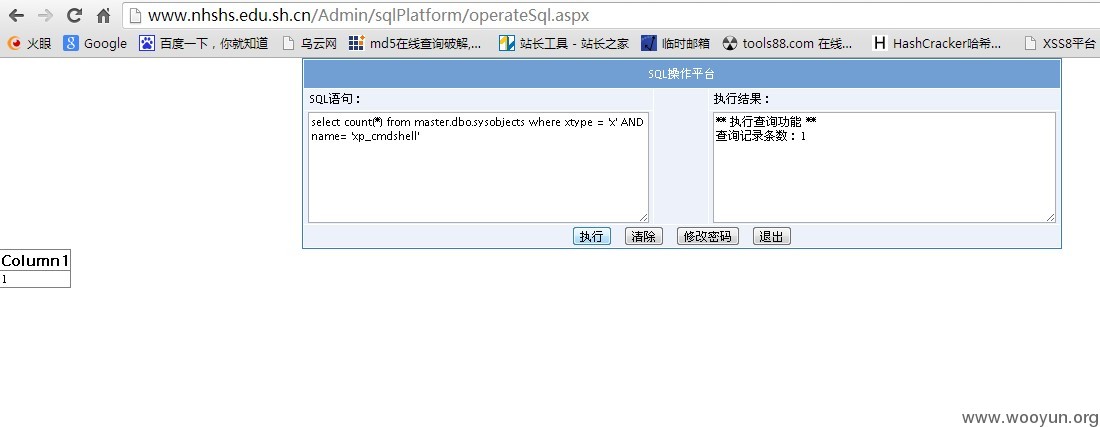 www.nhshs.edu.sh.cn/Admin/sqlPlatform/operateSql.aspx
火眼 Google 百度一下，你就知道 乌云网 md5在线查询破解,... 站长工具 - 站长之家 临时邮箱 tools88.com 在线... HashCracker哈希... XSS8平台
SQL操作平台
SQL语句： 执行结果：
select count(*) from master.dbo.sysobjects where xtype = 'x' AND
name= 'xp_cmdshell'
** 执行查询功能 **
查询记录条数：1
执行 清除 修改密码 退出
Column1
1
www.wooyun.org